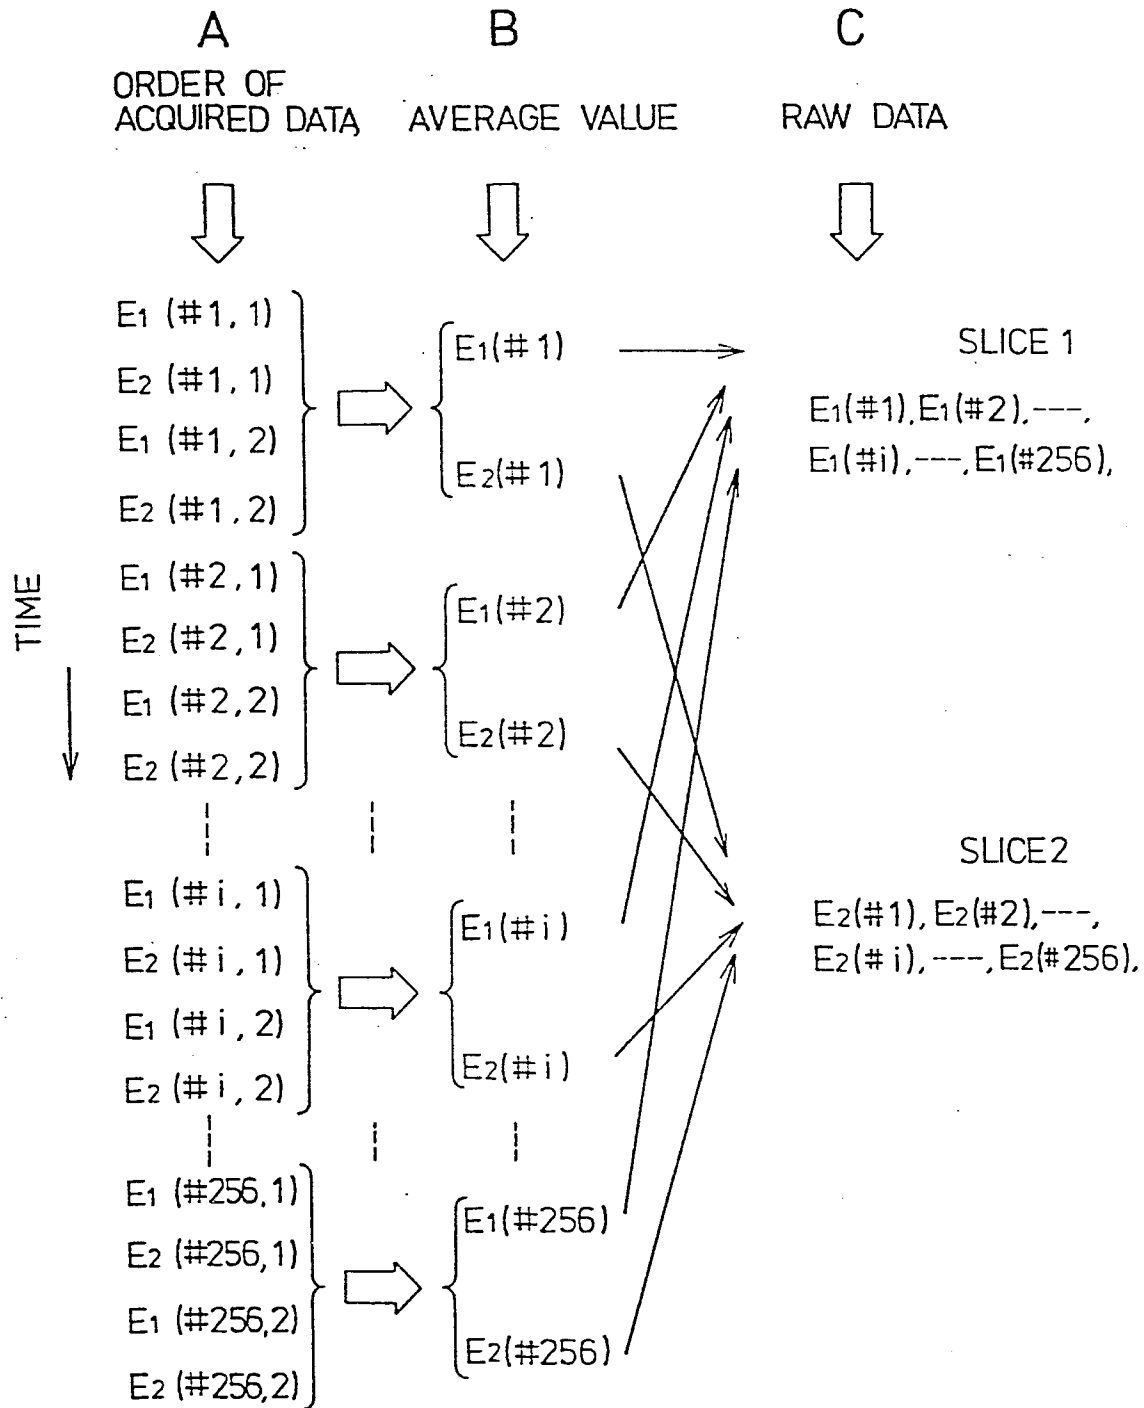 A
ORDER OF
ACQUIRED DATA
E1 (#1, 1)
E2 (#1, 1)
E1 (#1, 2)
E2 (#1, 2)
E1 (#2, 1)
E2 (#2, 1)
E1 (#2, 2)
E2 (#2, 2)
E1 (#i, 1)
E2 (#i, 1)
E1 (#i, 2)
E2 (#i, 2)
E1 (#256,1)
E2 (#256,1)
E1 (#256,2)
E2 (#256,2)
TIME
B
AVERAGE VALUE
E1(#1)
E2(#1)
E1(#2)
E2(#2)
E1(#i)
E2(#i)
E1(#256)
E2(#256)
C
RAW DATA
SLICE 1
E1(#1),E1(#2),---,
E1(#i),---,E1(#256),
SLICE2
E2(#1),E2(#2),---,
E2(#i),---,E2(#256),